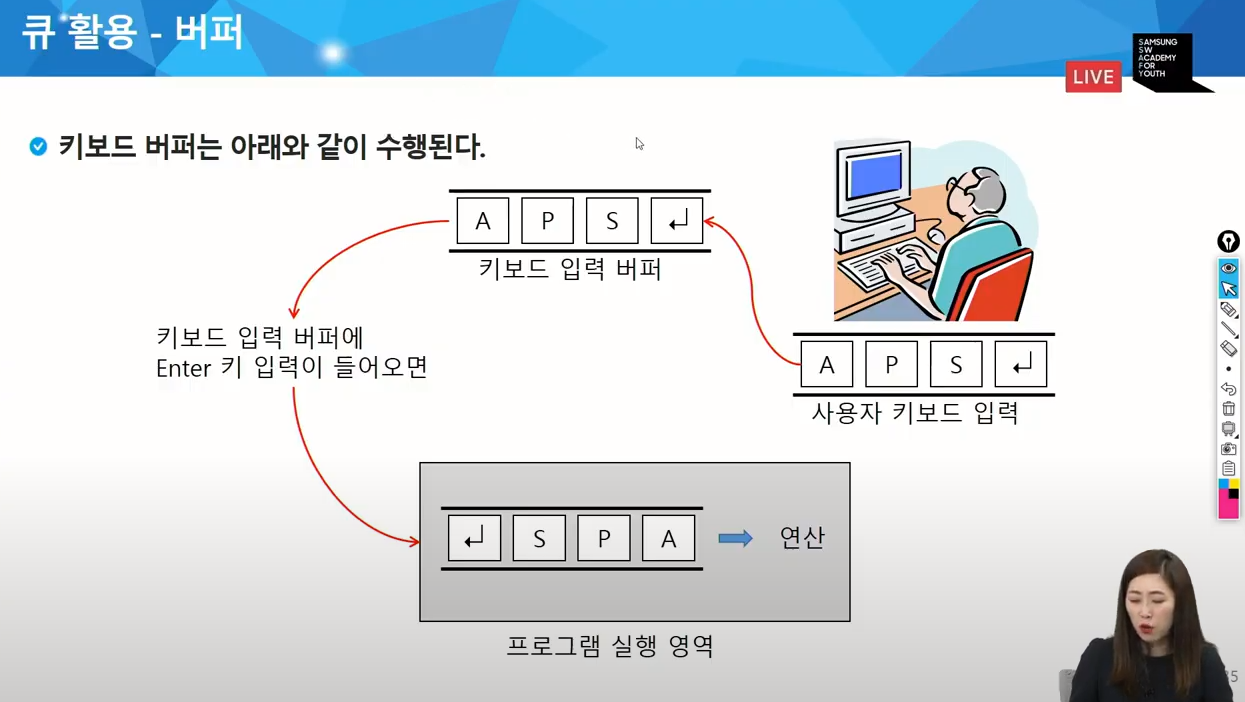 큐 활용 - 버퍼
LIVE
SAMSUNG
SW
ACADEMY
FOR
YOUTH
키보드 버퍼는 아래와 같이 수행된다.
A P S ↵
키보드 입력 버퍼
키보드 입력 버퍼에
Enter 키 입력이 들어오면
A P S ↵
사용자 키보드 입력
↵ S P A
연산
프로그램 실행 영역